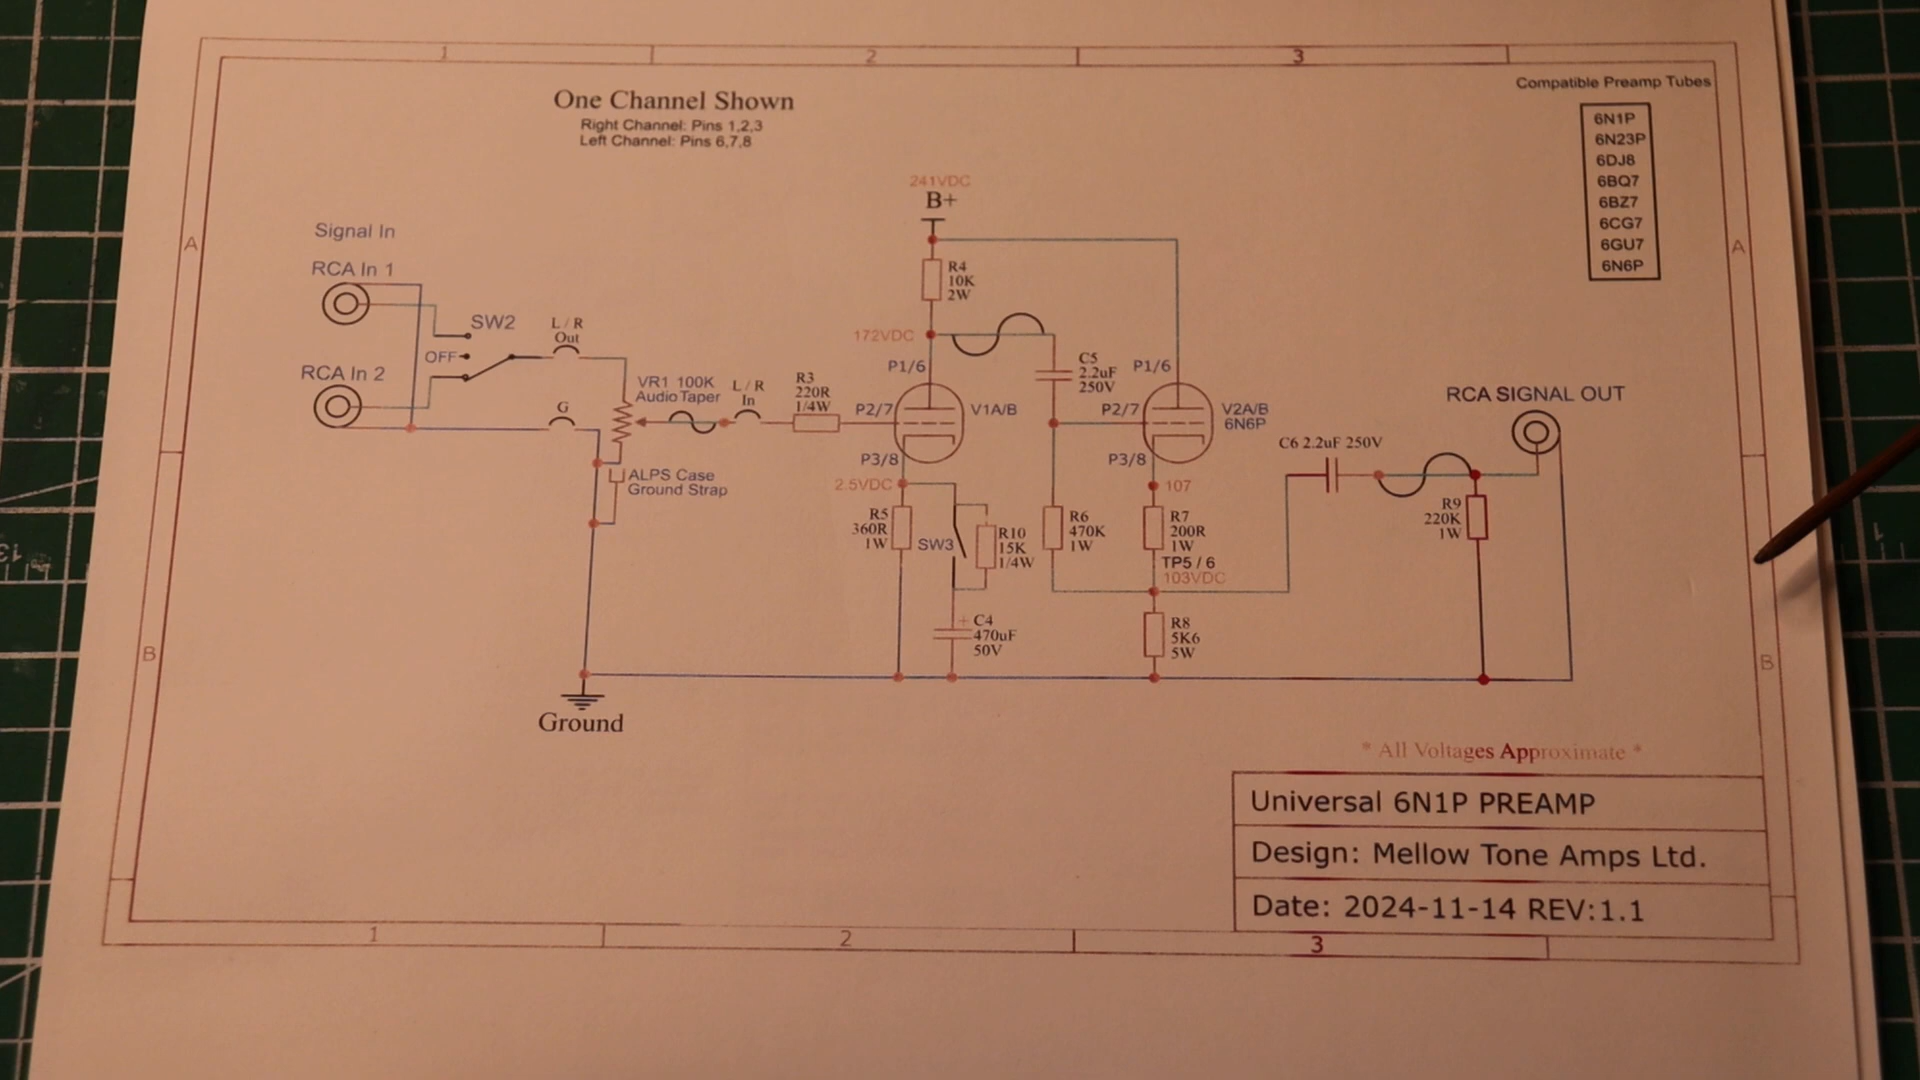 1
2
3
Compatible Preamp Tubes
6N1P
6N23P
6DJ8
6BQ7
6BZ7
6CG7
6GU7
6N6P
One Channel Shown
Right Channel: Pins 1,2,3
Left Channel: Pins 6,7,8
241VDC
B+
A
A
Signal In
RCA In 1
R4
10K
2W
SW2
L / R
Out
OFF
172VDC
RCA In 2
P1/6
C5
2.2uF
250V
P1/6
VR1 100K
Audio Taper
L / R
In
R3
220R
1/4W
RCA SIGNAL OUT
G
P2/7
V1A/B
P2/7
V2A/B
6N6P
C6 2.2uF 250V
P3/8
P3/8
ALPS Case
Ground Strap
2.5VDC
107
R5
360R
1W
SW3
R10
15K
1/4W
R6
470K
1W
R7
200R
1W
TP5 / 6
103VDC
R9
220K
1W
+ C4
470uF
50V
R8
5K6
5W
B
B
Ground
* All Voltages Approximate *
Universal 6N1P PREAMP
Design: Mellow Tone Amps Ltd.
Date: 2024-11-14 REV:1.1
1
2
3
13
1